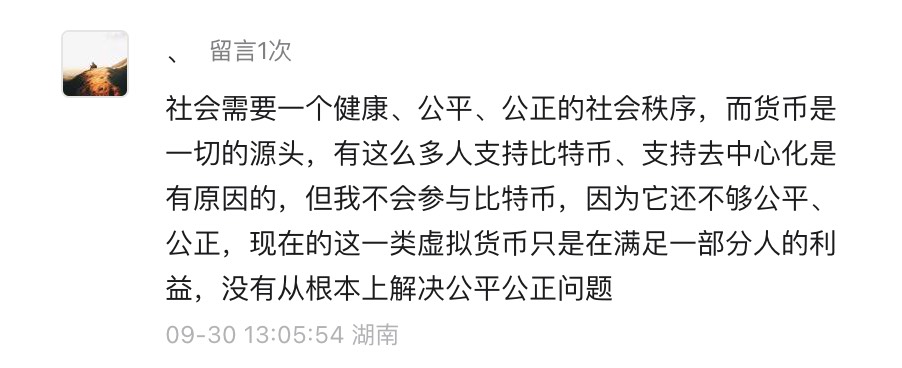 、 留言1次
社会需要一个健康、公平、公正的社会秩序，而货币是
一切的源头，有这么多人支持比特币、支持去中心化是
有原因的，但我不会参与比特币，因为它还不够公平、
公正，现在的这一类虚拟货币只是在满足一部分人的利
益，没有从根本上解决公平公正问题
09-30 13:05:54 湖南